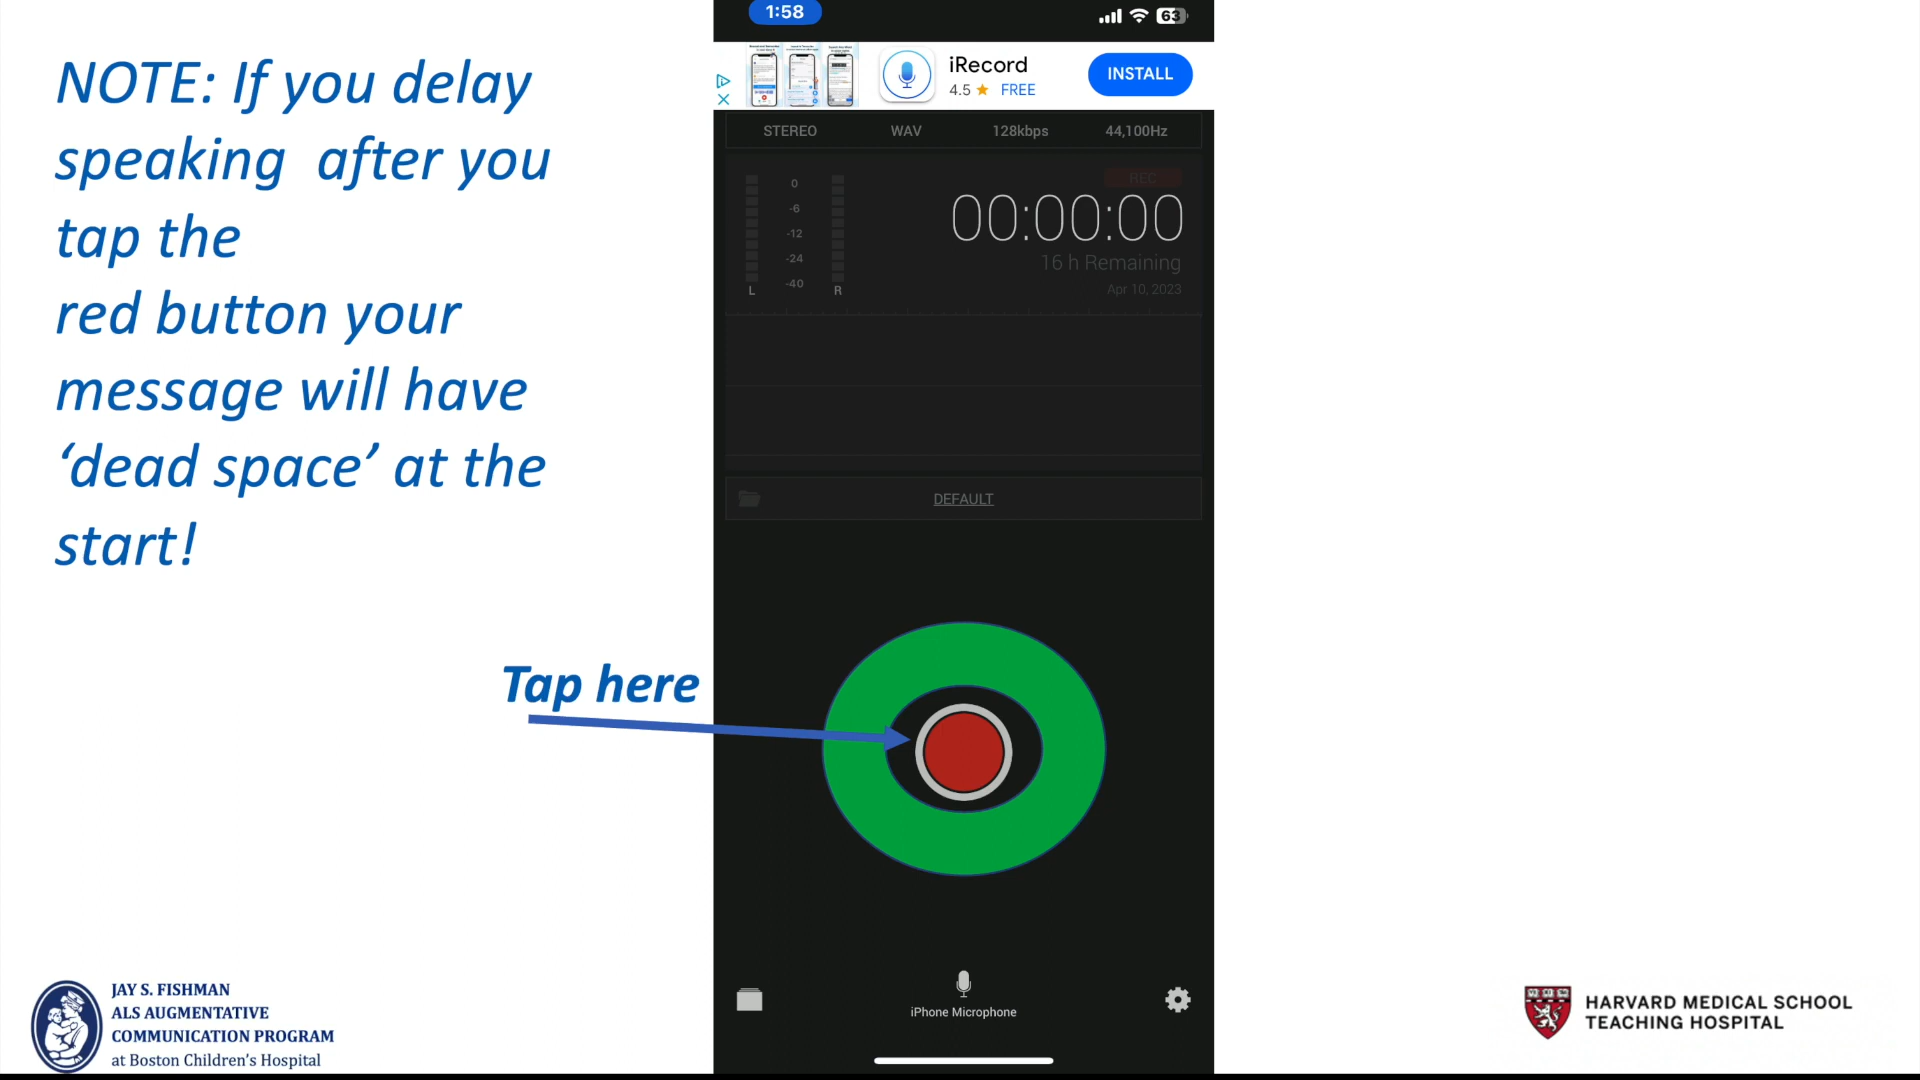 NOTE: If you delay
speaking after you
tap the
red button your
message will have
‘dead space’ at the
start!
Tap here
1:58
63
iRecord
4.5 ★ FREE
INSTALL
STEREO WAV 128kbps 44,100Hz
REC
00:00:00
16 h Remaining
Apr 10, 2023
0
-6
-12
-24
-40
L R
DEFAULT
iPhone Microphone
JAY S. FISHMAN
ALS AUGMENTATIVE
COMMUNICATION PROGRAM
at Boston Children’s Hospital
HARVARD MEDICAL SCHOOL
TEACHING HOSPITAL